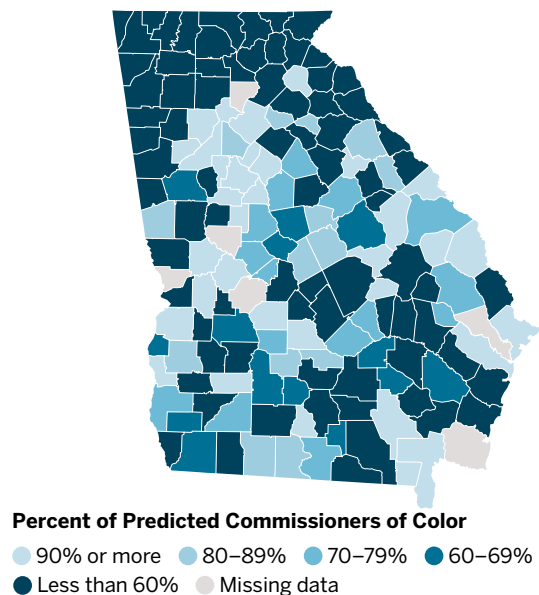 Percent of Predicted Commissioners of Color
90% or more 80–89% 70–79% 60–69%
Less than 60% Missing data